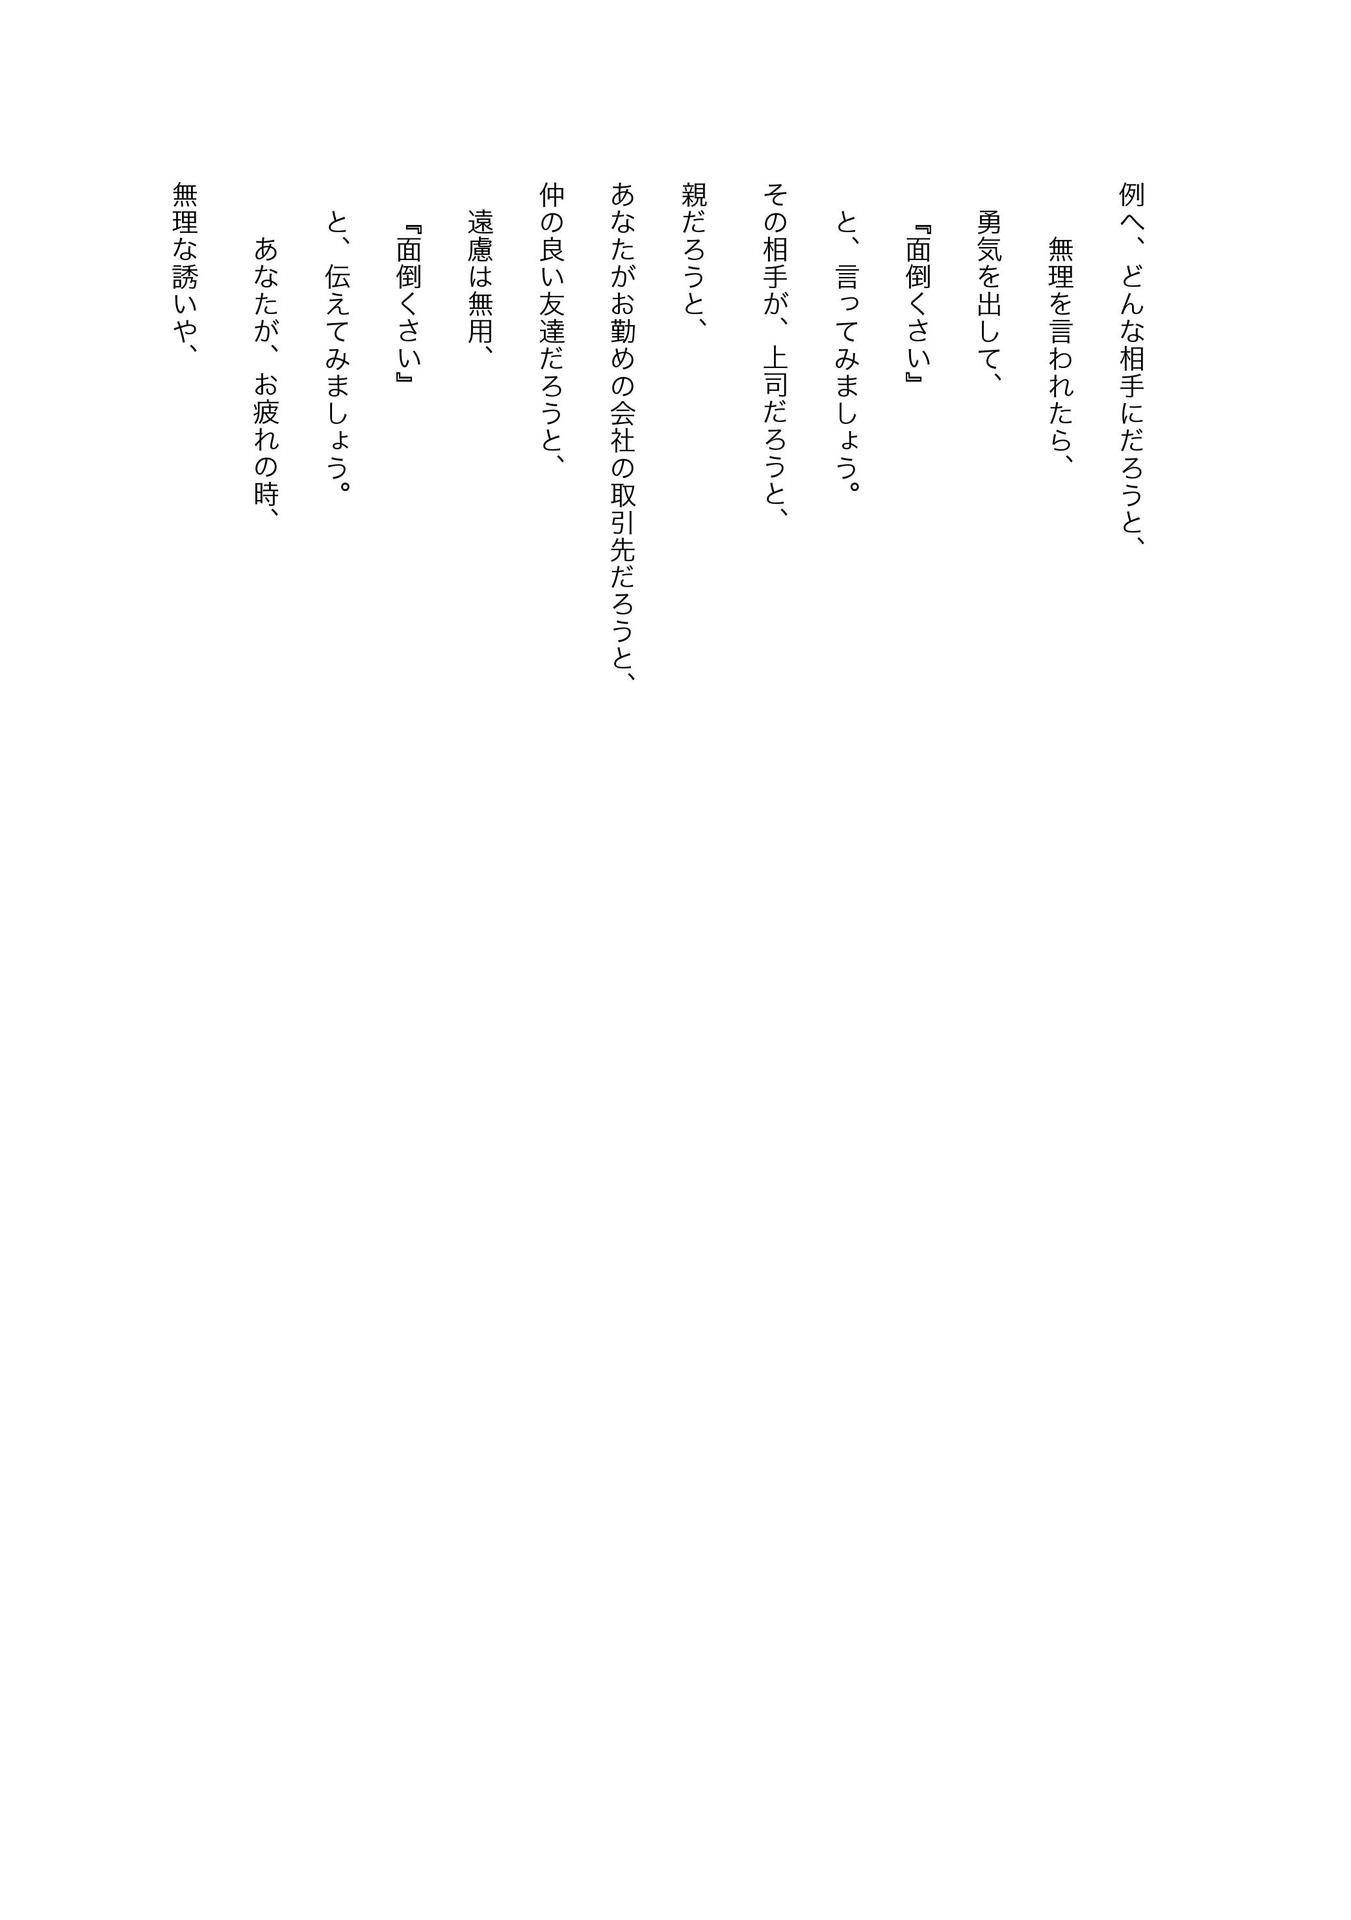 例へ、どんな相手にだろうと、
無理を言われたら、
勇気を出して、
『面倒くさい』
と、言ってみましょう。
その相手が、上司だろうと、
親だろうと、
あなたがお勤めの会社の取引先だろうと、
仲の良い友達だろうと、
遠慮は無用、
『面倒くさい』
と、伝えてみましょう。
あなたが、お疲れの時、
無理な誘いや、